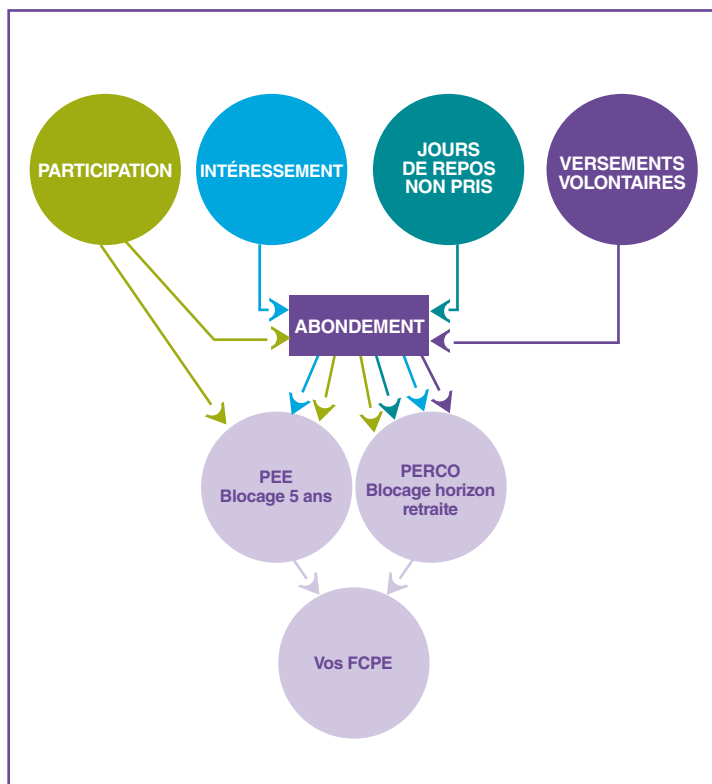 PARTICIPATION
INTÉRESSEMENT
JOURS
DE REPOS
NON PRIS
VERSEMENTS
VOLONTAIRES
ABONDEMENT
PEE
Blocage 5 ans
PERCO
Blocage horizon
retraite
Vos FCPE